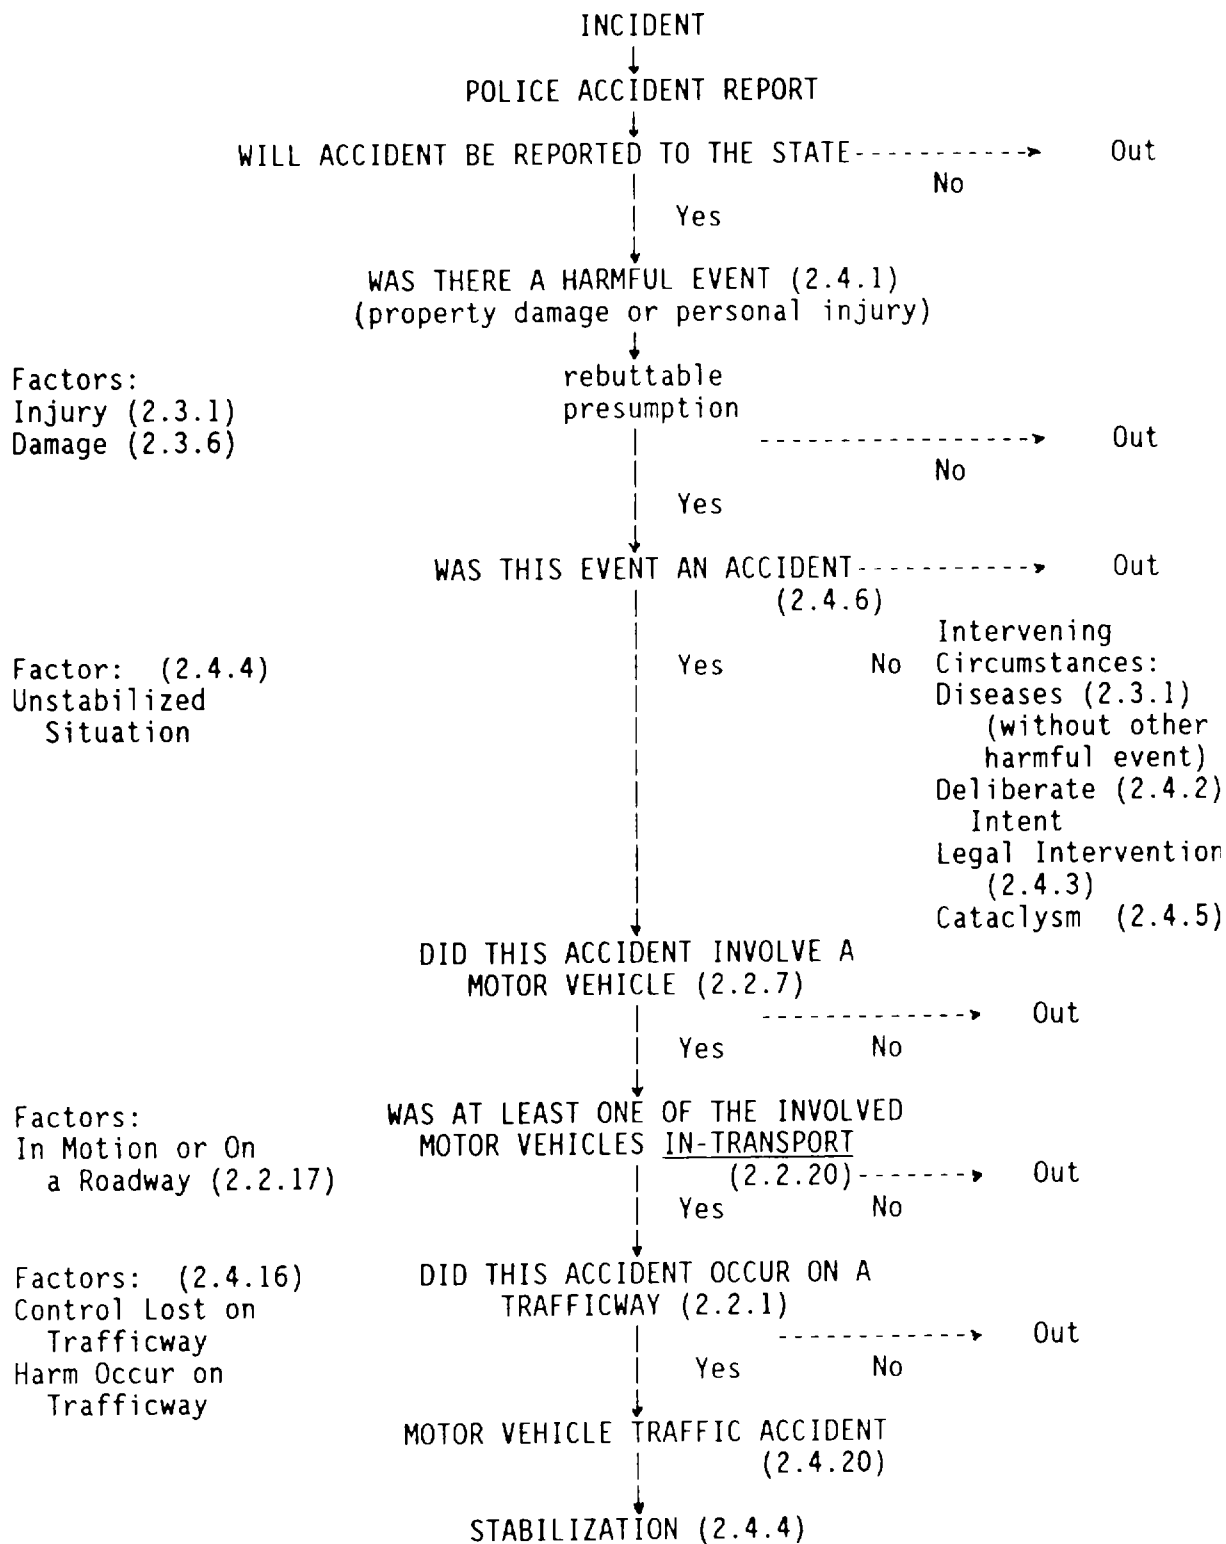 INCIDENT
POLICE ACCIDENT REPORT
WILL ACCIDENT BE REPORTED TO THE STATE
Out
No
Yes
WAS THERE A HARMFUL EVENT (2.4.1)
(property damage or personal injury)
Factors:
Injury (2.3.1)
Damage (2.3.6)
rebuttable
presumption
Out
No
Yes
WAS THIS EVENT AN ACCIDENT
(2.4.6)
Out
Factor: (2.4.4)
Unstabilized
Situation
Yes
No
Intervening
Circumstances:
Diseases (2.3.1)
(without other
harmful event)
Deliberate (2.4.2)
Intent
Legal Intervention
(2.4.3)
Cataclysm (2.4.5)
DID THIS ACCIDENT INVOLVE A
MOTOR VEHICLE (2.2.7)
Out
Yes
No
Factors:
In Motion or On
a Roadway (2.2.17)
WAS AT LEAST ONE OF THE INVOLVED
MOTOR VEHICLES IN-TRANSPORT
(2.2.20)
Out
Yes
No
Factors: (2.4.16)
Control Lost on
Trafficway
Harm Occur on
Trafficway
DID THIS ACCIDENT OCCUR ON A
TRAFFICWAY (2.2.1)
Out
Yes
No
MOTOR VEHICLE TRAFFIC ACCIDENT
(2.4.20)
STABILIZATION (2.4.4)